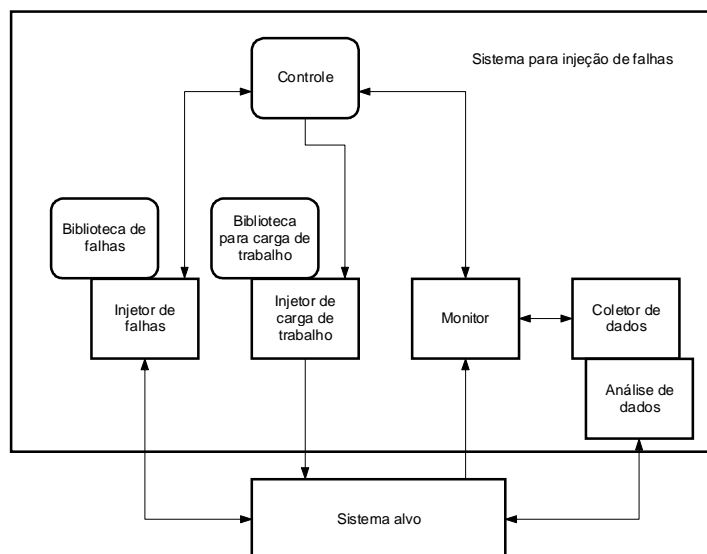 Sistema para injeção de falhas
Controle
Biblioteca de
falhas
Biblioteca
para carga de
trabalho
Injetor de
falhas
Injetor de
carga de
trabalho
Monitor
Coletor de
dados
Análise de
dados
Sistema alvo